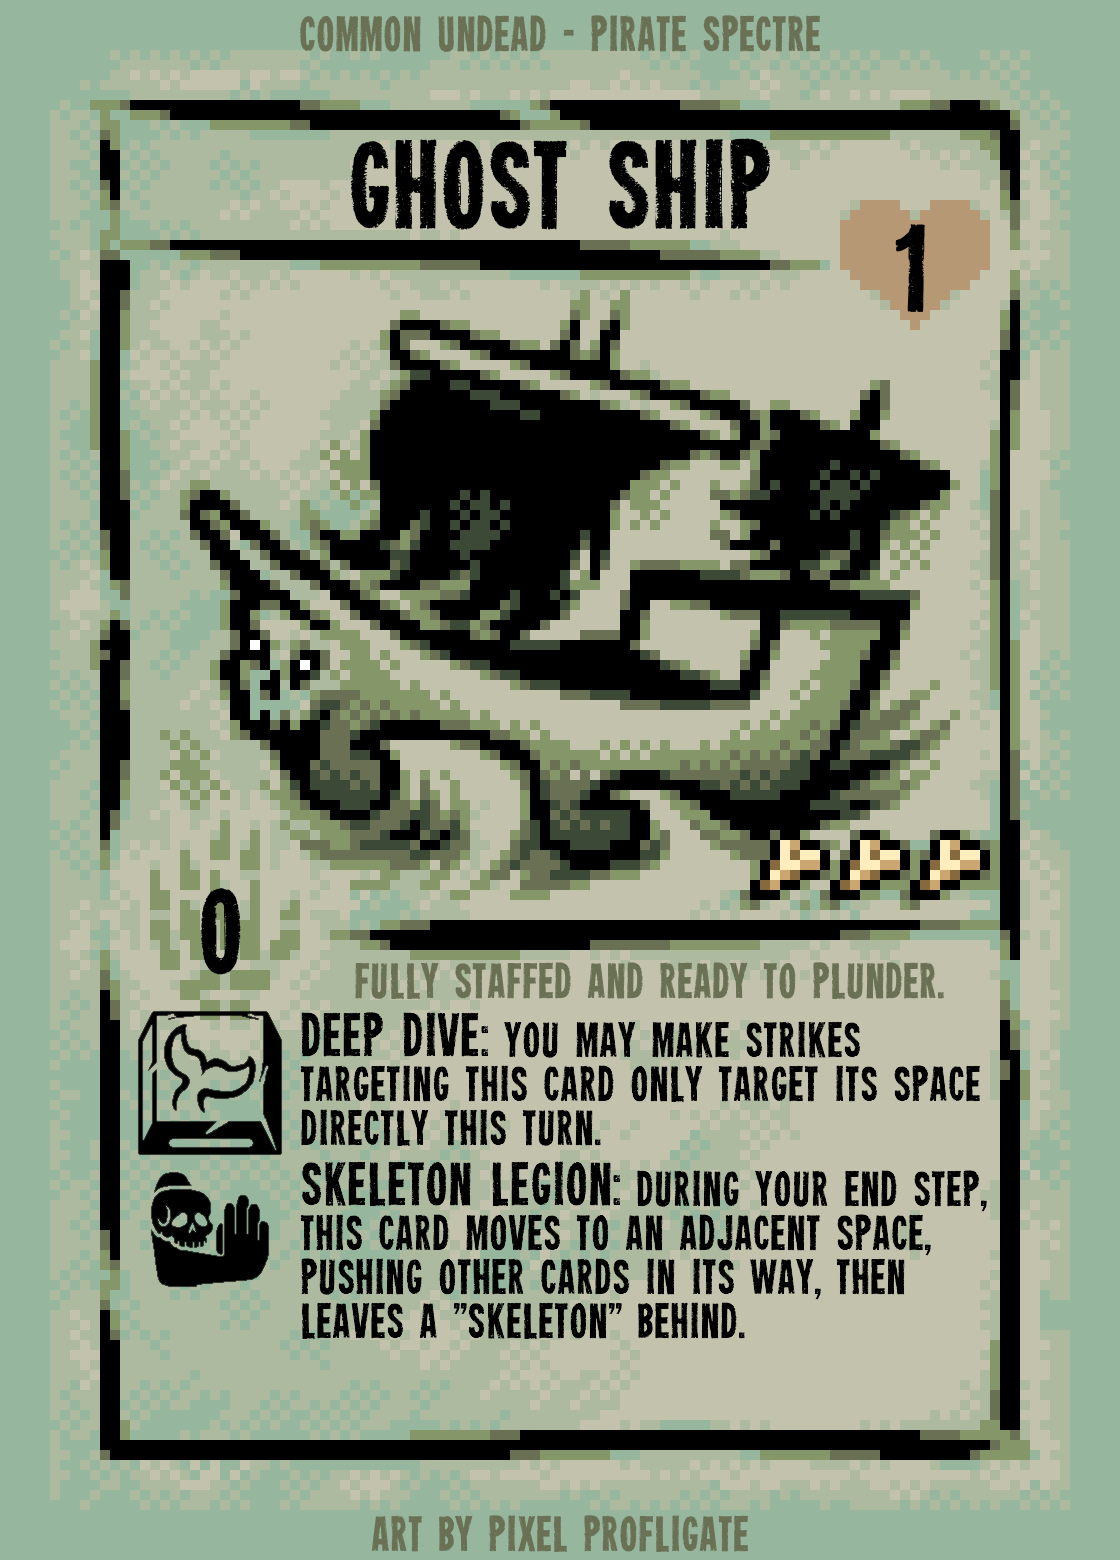 COMMON UNDEAD - PIRATE SPECTRE
GHOST SHIP
1
0
FULLY STAFFED AND READY TO PLUNDER.
DEEP DIVE: YOU MAY MAKE STRIKES
TARGETING THIS CARD ONLY TARGET ITS SPACE
DIRECTLY THIS TURN.
SKELETON LEGION: DURING YOUR END STEP,
THIS CARD MOVES TO AN ADJACENT SPACE,
PUSHING OTHER CARDS IN ITS WAY, THEN
LEAVES A "SKELETON" BEHIND.
ART BY PIXEL PROFLIGATE